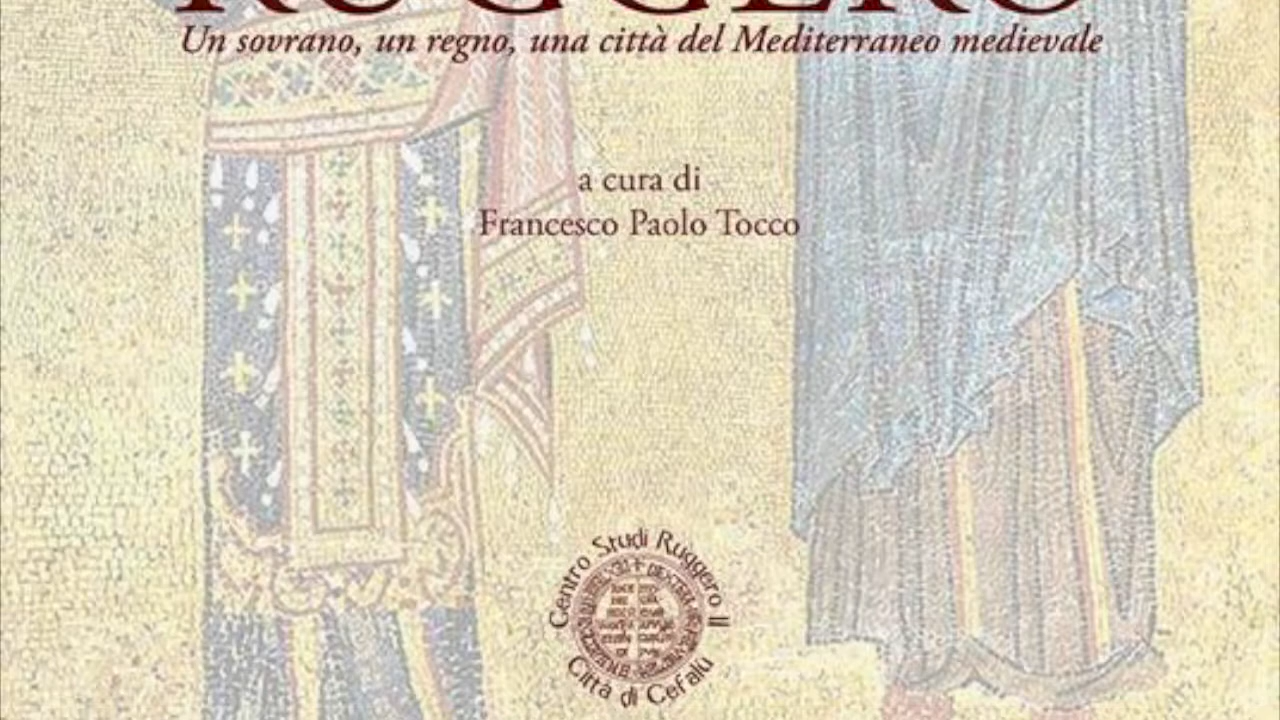 RUGGERO
Un sovrano, un regno, una città del Mediterraneo medievale
a cura di
Francesco Paolo Tocco
Centro Studi Ruggero II
Città di Cefalù